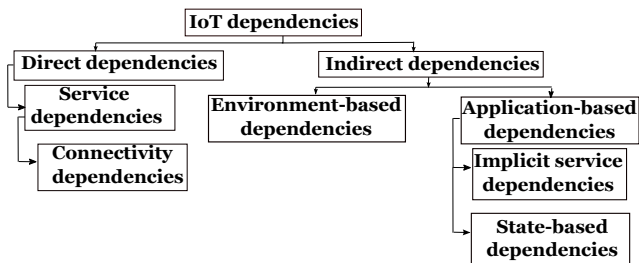 IoT dependencies
Direct dependencies
Indirect dependencies
Service
dependencies
Connectivity
dependencies
Environment-based
dependencies
Application-based
dependencies
Implicit service
dependencies
State-based
dependencies